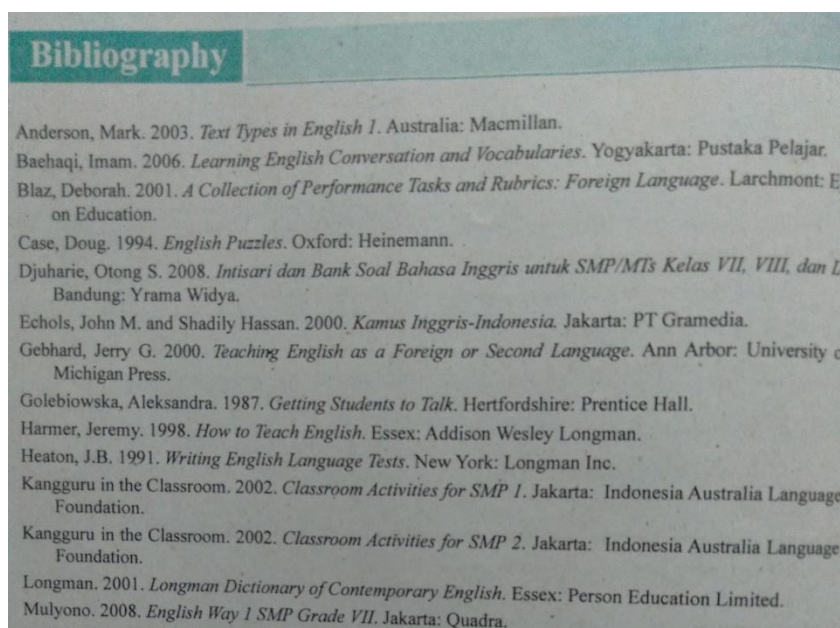 Bibliography
Anderson, Mark. 2003. Text Types in English 1. Australia: Macmillan.
Baehaqi, Imam. 2006. Learning English Conversation and Vocabularies. Yogyakarta: Pustaka Pelajar.
Blaz, Deborah. 2001. A Collection of Performance Tasks and Rubrics: Foreign Language. Larchmont:
on Education.
Case, Doug. 1994. English Puzzles. Oxford: Heinemann.
Djuharie, Otong S. 2008. Intisari dan Bank Soal Bahasa Inggris untuk SMP/MTs Kelas VII, VIII, dan
Bandung: Yrama Widya.
Echols, John M. and Shadily Hassan. 2000. Kamus Inggris-Indonesia. Jakarta: PT Gramedia.
Gebhard, Jerry G. 2000. Teaching English as a Foreign or Second Language. Ann Arbor: University
Michigan Press.
Golebiowska, Aleksandra. 1987. Getting Students to Talk. Hertfordshire: Prentice Hall.
Harmer, Jeremy. 1998. How to Teach English. Essex: Addison Wesley Longman.
Heaton, J.B. 1991. Writing English Language Tests. New York: Longman Inc.
Kangguru in the Classroom. 2002. Classroom Activities for SMP 1. Jakarta: Indonesia Australia Language
Foundation.
Kangguru in the Classroom. 2002. Classroom Activities for SMP 2. Jakarta: Indonesia Australia Language
Foundation.
Longman. 2001. Longman Dictionary of Contemporary English. Essex: Person Education Limited.
Mulyono. 2008. English Way 1 SMP Grade VII. Jakarta: Quadra.